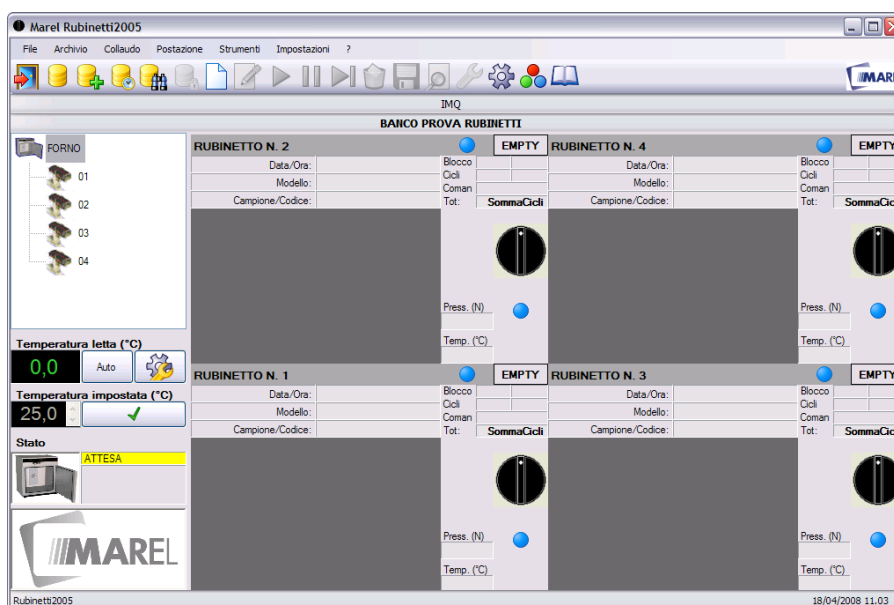 Marel Rubinetti2005
File Archivio Collaudo Postazione Strumenti Impostazioni ?
MARE
IMQ
BANCO PROVA RUBINETTI
FORNO
01
02
03
04
Temperatura letta (°C)
0,0 Auto
Temperatura impostata (°C)
25,0
Stato
ATTESA
MAREL
RUBINETTO N. 2 EMPTY
Data/Ora:
Modello:
Campione/Codice:
Blocco
Cicli
Coman
Tot: SommaCicli
Press. (N)
Temp. (°C)
RUBINETTO N. 4 EMPTY
Data/Ora:
Modello:
Campione/Codice:
Blocco
Cicli
Coman
Tot: SommaCic
Press. (N)
Temp. (°C)
RUBINETTO N. 1 EMPTY
Data/Ora:
Modello:
Campione/Codice:
Blocco
Cicli
Coman
Tot: SommaCicli
Press. (N)
Temp. (°C)
RUBINETTO N. 3 EMPTY
Data/Ora:
Modello:
Campione/Codice:
Blocco
Cicli
Coman
Tot: SommaCic
Press. (N)
Temp. (°C)
Rubinetti2005 18/04/2008 11.03